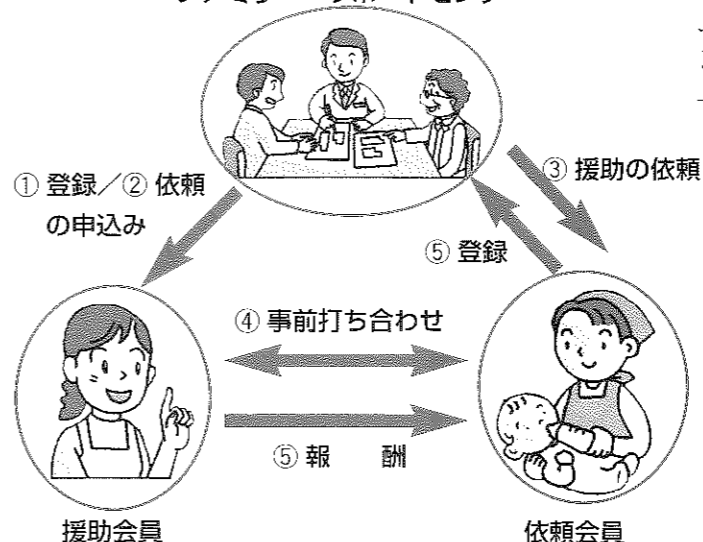 ① 登録／② 依頼
の申込み
③ 援助の依頼
⑤ 登録
④ 事前打ち合わせ
⑤ 報 酬
援助会員
依頼会員